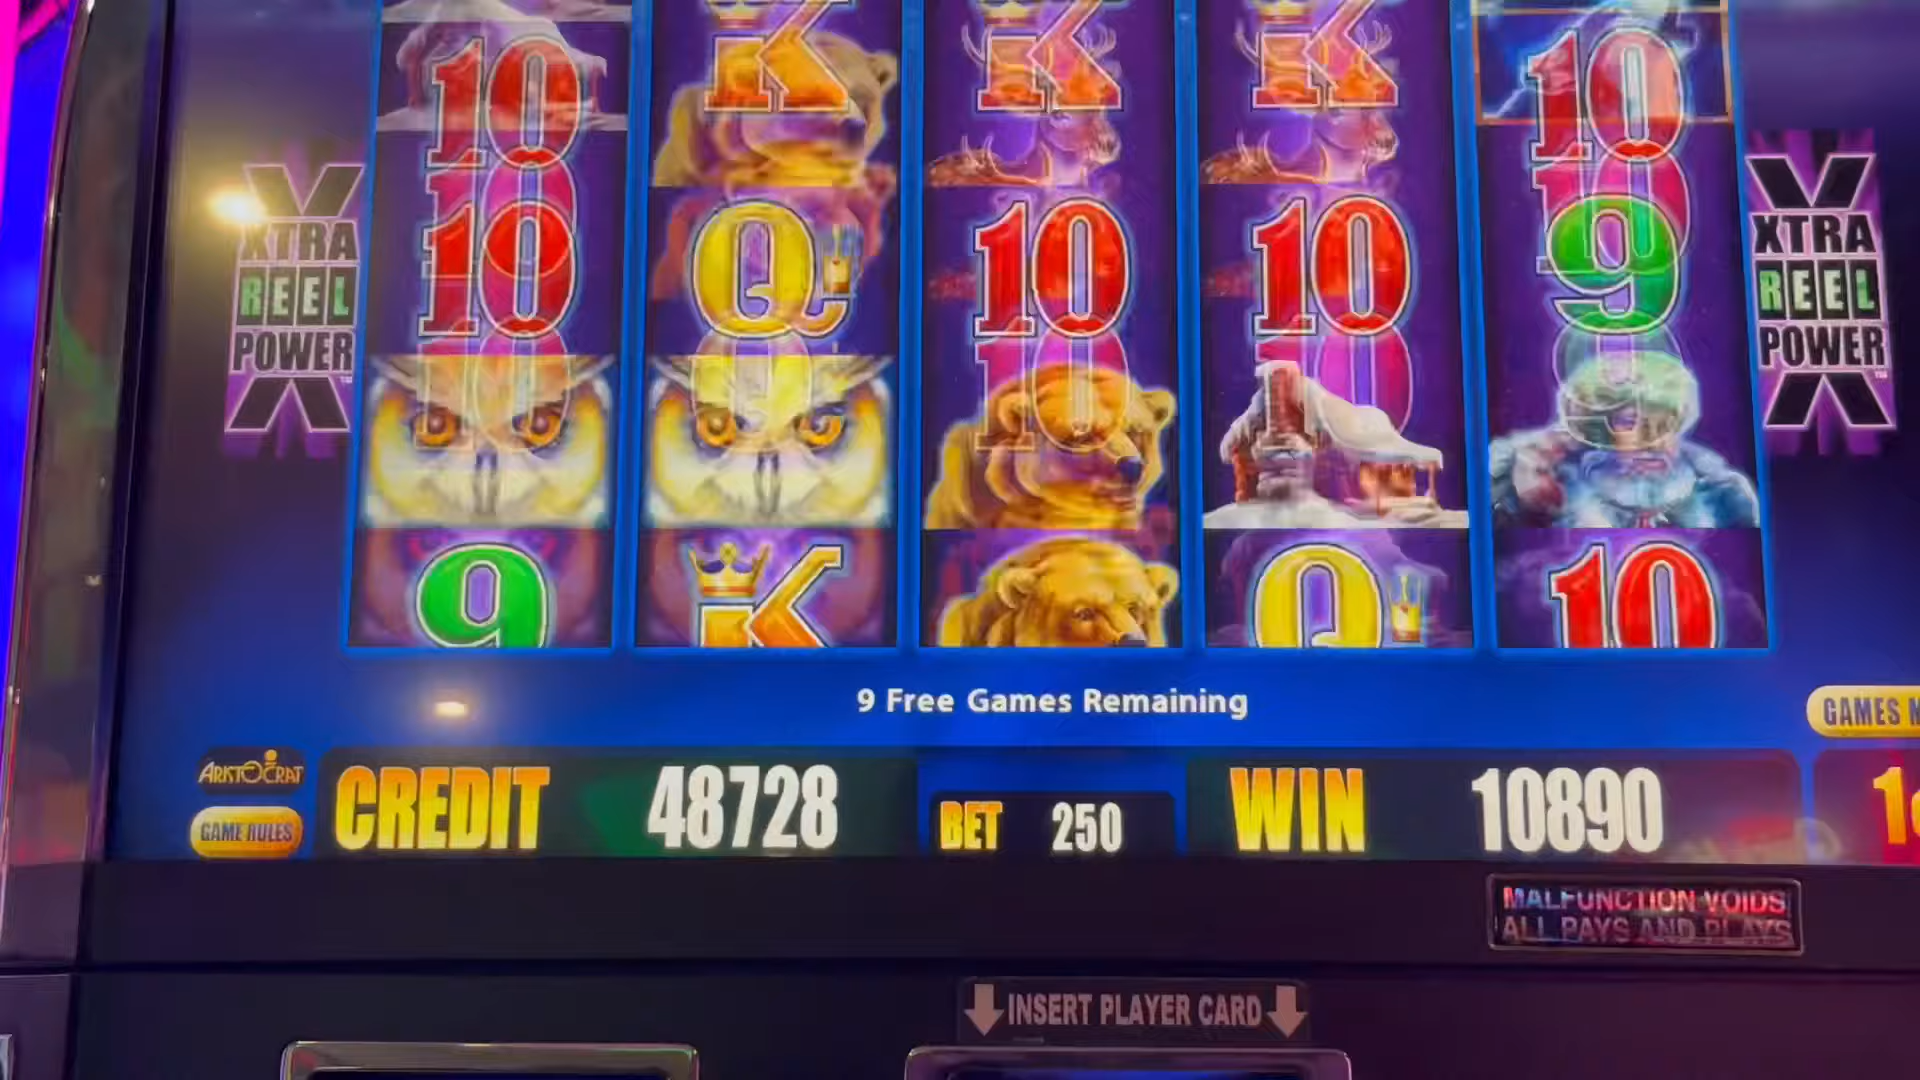 10 K K K 10
XTRA
REEL
POWER
10 Q 10 10 9
XTRA
REEL
POWER
9 K Q 10
9 Free Games Remaining
GAMES
ARISTOCRAT
GAME RULES
CREDIT 48728
BET 250
WIN 10890
MALFUNCTION VOIDS
ALL PAYS AND PLAYS
INSERT PLAYER CARD